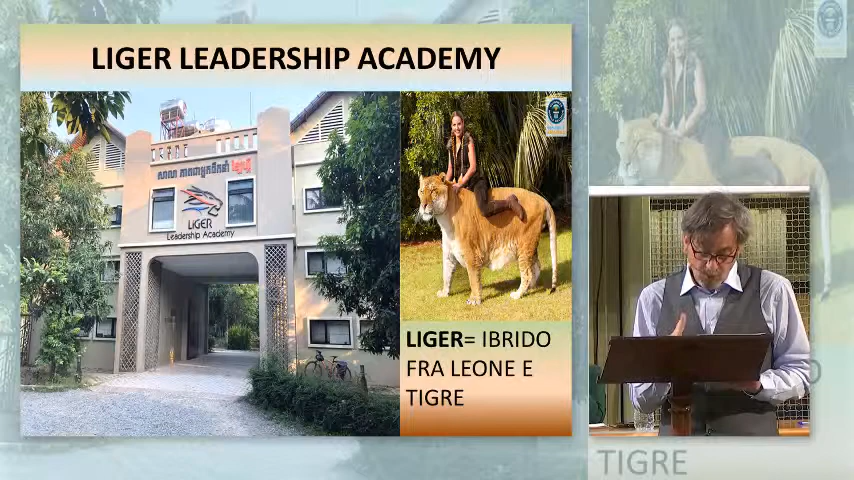 LIGER LEADERSHIP ACADEMY
LiGER
Leadership Academy
LIGER= IBRIDO
FRA LEONE E
TIGRE
TIGRE